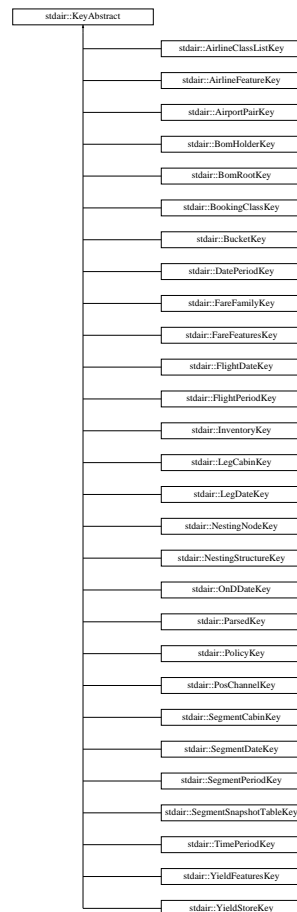 stdair::KeyAbstract
stdair::AirlineClassListKey
stdair::AirlineFeatureKey
stdair::AirportPairKey
stdair::BomHolderKey
stdair::BomRootKey
stdair::BookingClassKey
stdair::BucketKey
stdair::DatePeriodKey
stdair::FareFamilyKey
stdair::FareFeaturesKey
stdair::FlightDateKey
stdair::FlightPeriodKey
stdair::InventoryKey
stdair::LegCabinKey
stdair::LegDateKey
stdair::NestingNodeKey
stdair::NestingStructureKey
stdair::OnDDateKey
stdair::ParsedKey
stdair::PolicyKey
stdair::PosChannelKey
stdair::SegmentCabinKey
stdair::SegmentDateKey
stdair::SegmentPeriodKey
stdair::SegmentSnapshotTableKey
stdair::TimePeriodKey
stdair::YieldFeaturesKey
stdair::YieldStoreKey